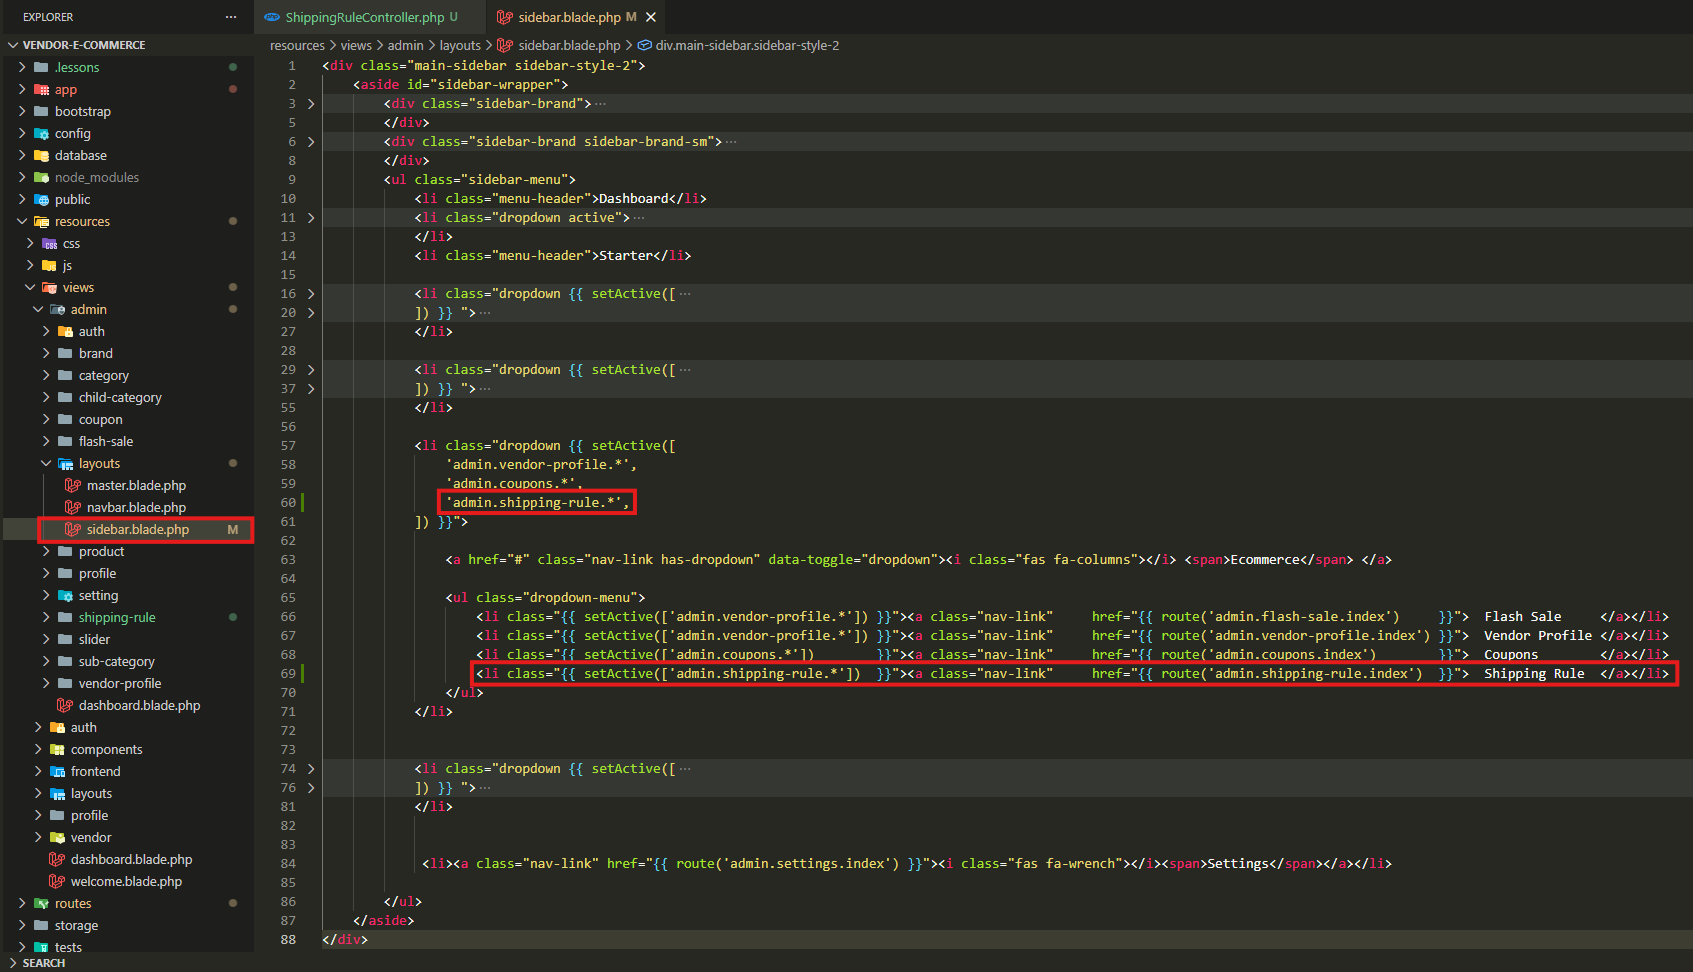 EXPLORER
···
VENDOR-E-COMMERCE
.lessons
app
bootstrap
config
database
node_modules
public
resources
css
js
views
admin
auth
brand
category
child-category
coupon
flash-sale
layouts
master.blade.php
navbar.blade.php
sidebar.blade.php M
product
profile
setting
shipping-rule
slider
sub-category
vendor-profile
dashboard.blade.php
auth
components
frontend
layouts
profile
vendor
dashboard.blade.php
welcome.blade.php
routes
storage
tests
SEARCH
ShippingRuleController.php U
sidebar.blade.php M
resources > views > admin > layouts > sidebar.blade.php > div.main-sidebar.sidebar-style-2
1 <div class="main-sidebar sidebar-style-2">
2 <aside id="sidebar-wrapper">
3 <div class="sidebar-brand">···
5 </div>
6 <div class="sidebar-brand sidebar-brand-sm">···
8 </div>
9 <ul class="sidebar-menu">
10 <li class="menu-header">Dashboard</li>
11 <li class="dropdown active">···
13 </li>
14 <li class="menu-header">Starter</li>
15
16 <li class="dropdown {{ setActive([···
20 ]) }} ">···
27 </li>
28
29 <li class="dropdown {{ setActive([···
37 ]) }} ">···
55 </li>
56
57 <li class="dropdown {{ setActive([
58 'admin.vendor-profile.*',
59 'admin.coupons.*',
60 'admin.shipping-rule.*',
61 ]) }}">
62
63 <a href="#" class="nav-link has-dropdown" data-toggle="dropdown"><i class="fas fa-columns"></i> <span>Ecommerce</span> </a>
64
65 <ul class="dropdown-menu">
66 <li class="{{ setActive(['admin.vendor-profile.*']) }}"><a class="nav-link" href="{{ route('admin.flash-sale.index') }}"> Flash Sale </a></li>
67 <li class="{{ setActive(['admin.vendor-profile.*']) }}"><a class="nav-link" href="{{ route('admin.vendor-profile.index') }}"> Vendor Profile </a></li>
68 <li class="{{ setActive(['admin.coupons.*']) }}"><a class="nav-link" href="{{ route('admin.coupons.index') }}"> Coupons </a></li>
69 <li class="{{ setActive(['admin.shipping-rule.*']) }}"><a class="nav-link" href="{{ route('admin.shipping-rule.index') }}"> Shipping Rule </a></li>
70 </ul>
71 </li>
72
73
74 <li class="dropdown {{ setActive([···
76 ]) }} ">···
81 </li>
82
83
84 <li><a class="nav-link" href="{{ route('admin.settings.index') }}"><i class="fas fa-wrench"></i><span>Settings</span></a></li>
85
86 </ul>
87 </aside>
88 </div>